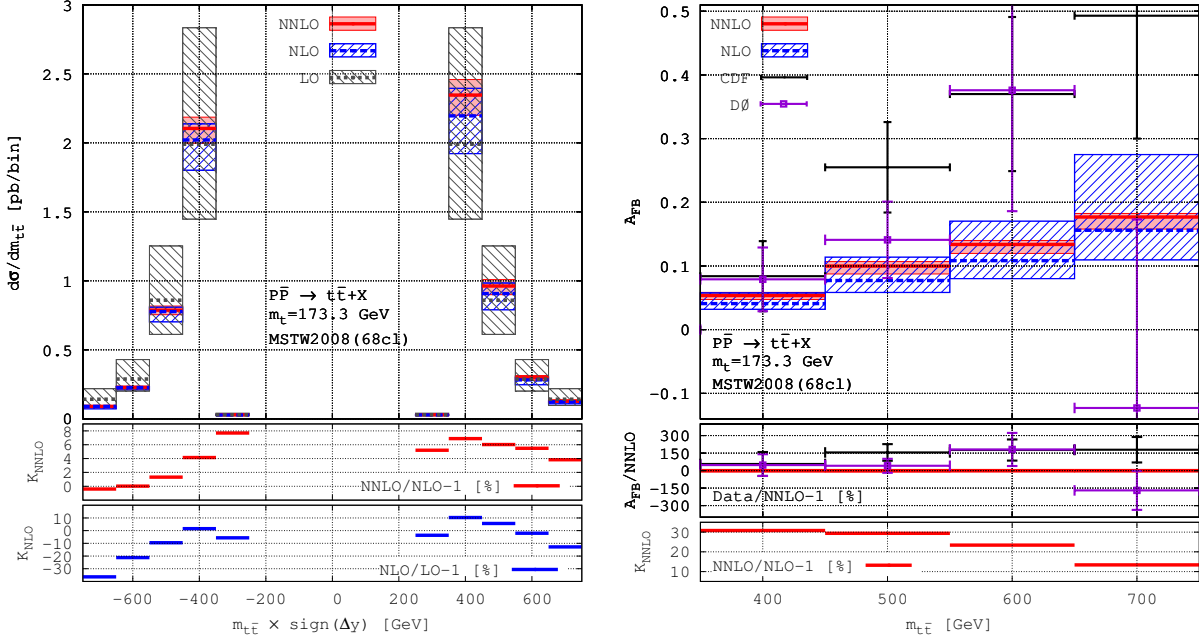 NNLO
NLO
LO
dσ/dm_tt̄ [pb/bin]
3
2.5
2
1.5
1
0.5
0
PP̄ → tt̄+X
m_t=173.3 GeV
MSTW2008(68cl)
K_NNLO
8
6
4
2
0
NNLO/NLO-1 [%]
K_NLO
10
0
-10
-20
-30
NLO/LO-1 [%]
-600 -400 -200 0 200 400 600
m_tt̄ × sign(Δy) [GeV]
NNLO
NLO
CDF
DØ
A_FB
0.5
0.4
0.3
0.2
0.1
0
-0.1
PP̄ → tt̄+X
m_t=173.3 GeV
MSTW2008(68cl)
A_FB/NNLO
300
150
0
-150
-300
Data/NNLO-1 [%]
K_NNLO
30
20
10
NNLO/NLO-1 [%]
400 500 600 700
m_tt̄ [GeV]